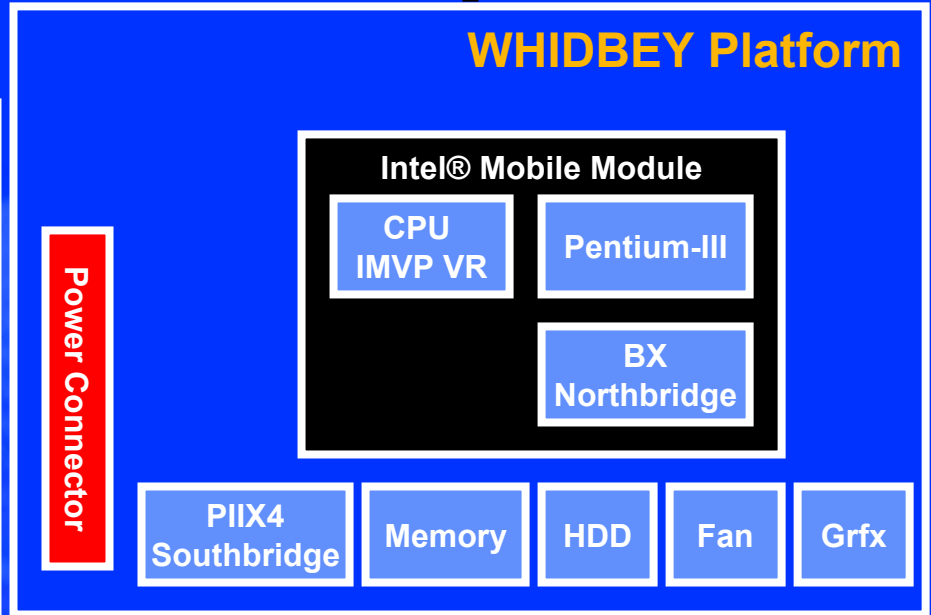 WHIDBEY Platform
Intel® Mobile Module
CPU
IMVP VR
Pentium-III
BX
Northbridge
Power Connector
PIIX4
Southbridge
Memory
HDD
Fan
Grfx